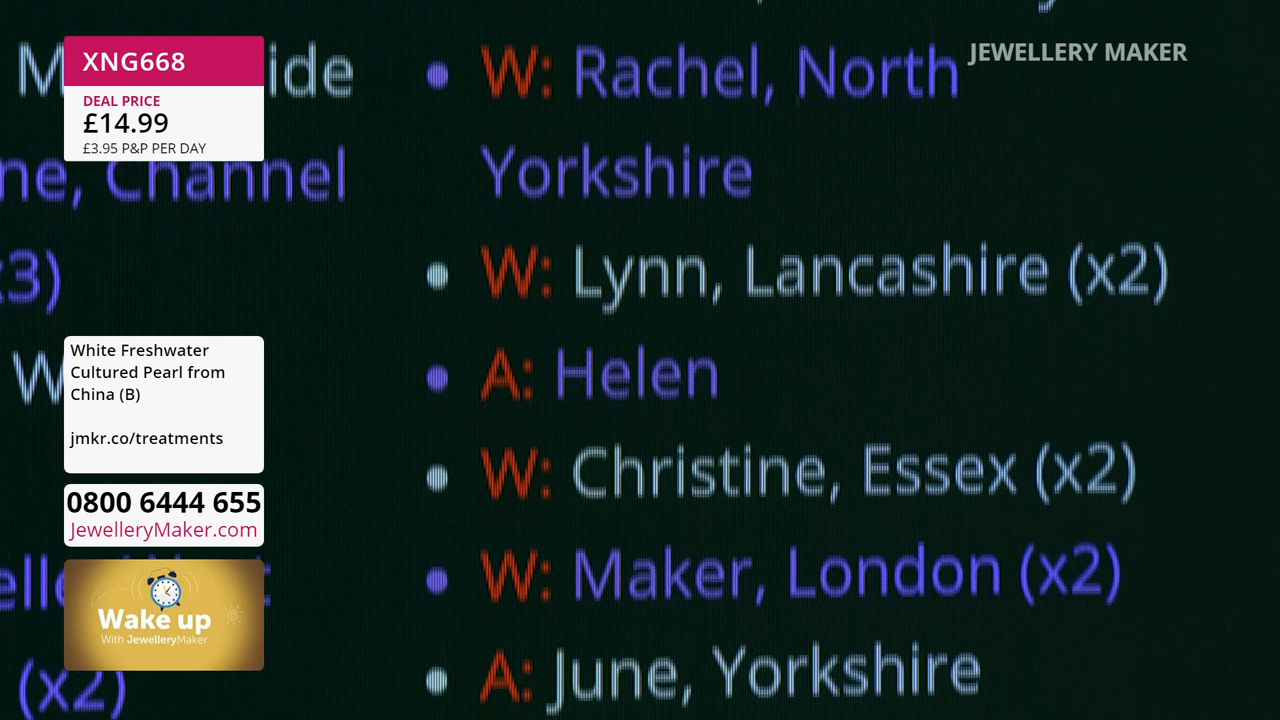 XNG668
DEAL PRICE
£14.99
£3.95 P&P PER DAY
ide
ne, Channel
x3)
W
White Freshwater
Cultured Pearl from
China (B)
jmkr.co/treatments
0800 6444 655
JewelleryMaker.com
Wake up
With JewelleryMaker
(x2)
JEWELLERY MAKER
W: Rachel, North
Yorkshire
W: Lynn, Lancashire (x2)
A: Helen
W: Christine, Essex (x2)
W: Maker, London (x2)
A: June, Yorkshire